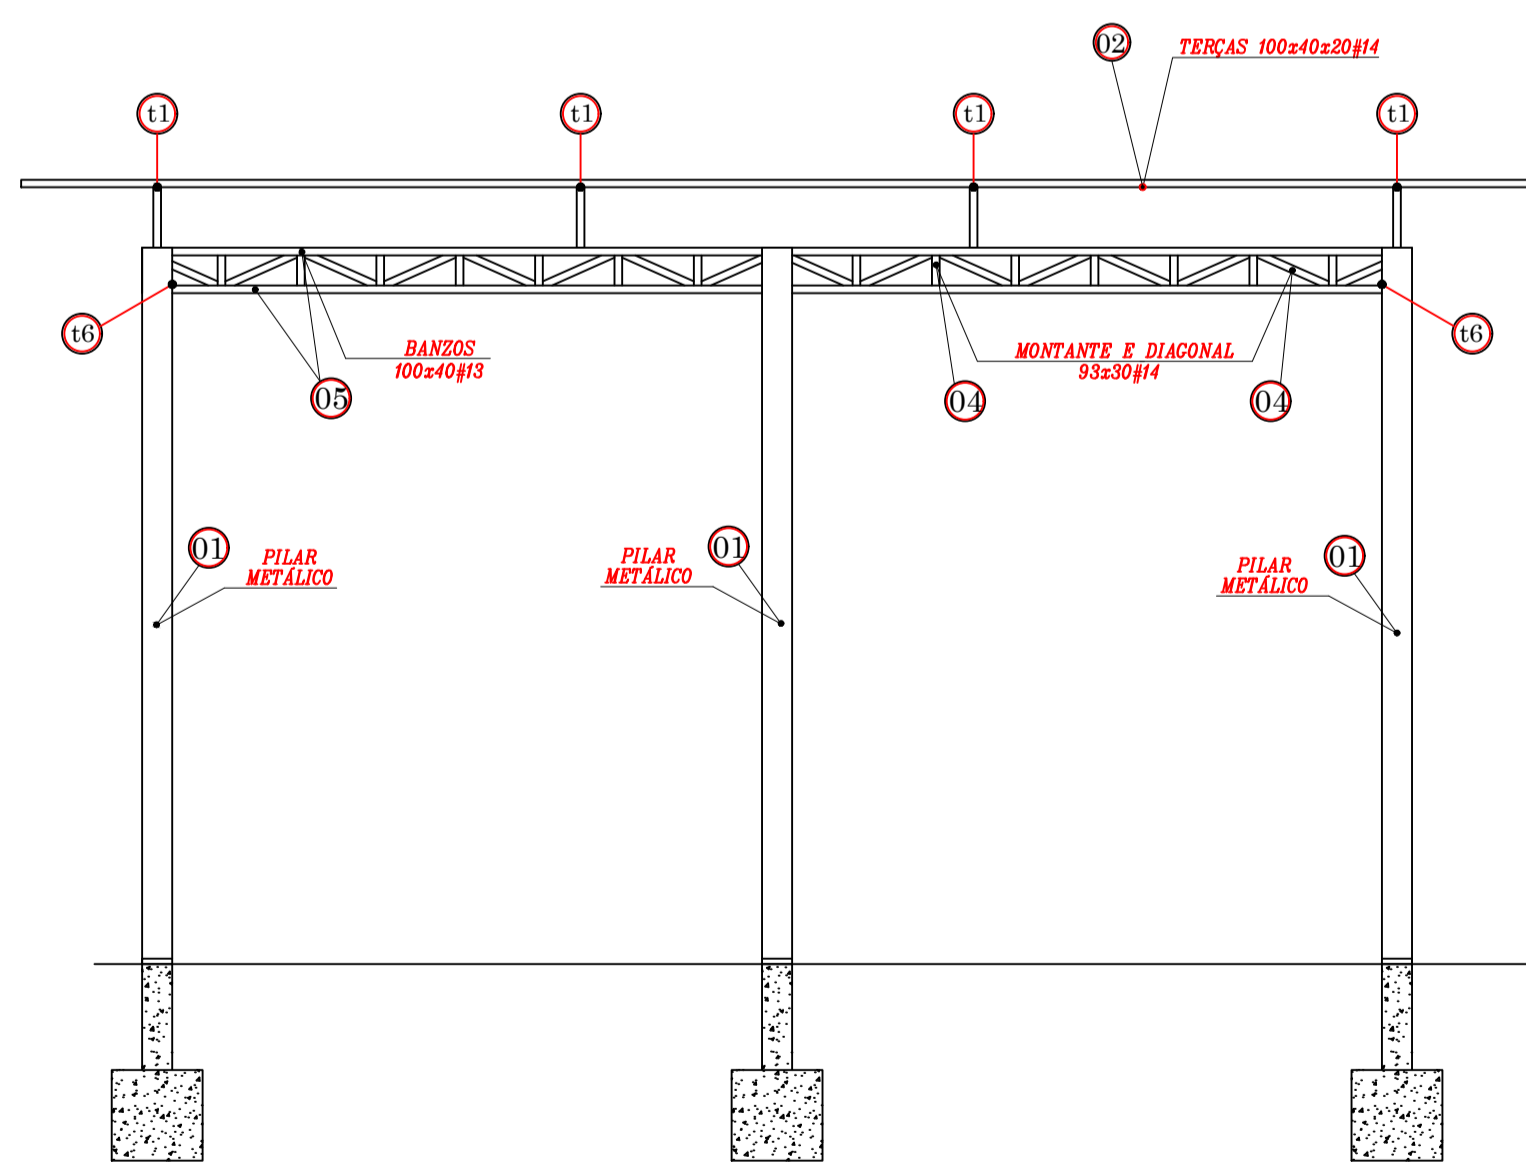 02
TERÇAS 100x40x20#14
t1
t1
t1
t1
t6
t6
BANZOS
100x40#13
05
MONTANTE E DIAGONAL
93x30#14
04
04
01
PILAR
METÁLICO
PILAR
METÁLICO
01
PILAR
METÁLICO
01